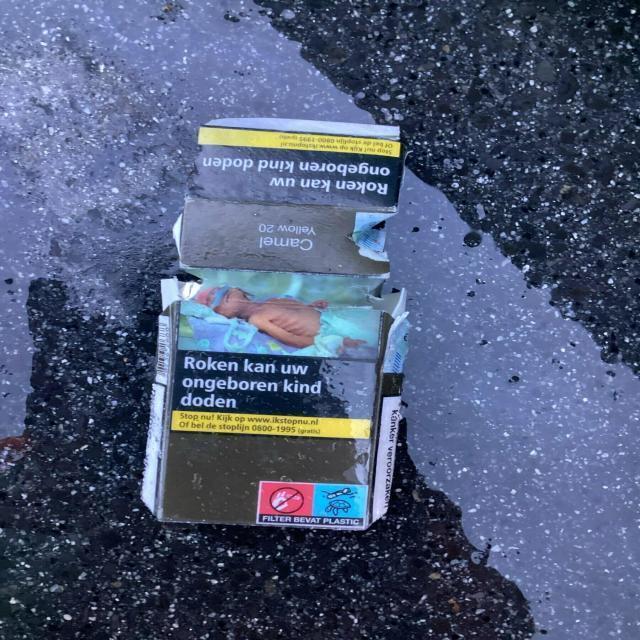 Roken kan uw
ongeboren kind doden
Stop nu! Kijk op www.ikstopnu.nl
Of bel de stoplijn 0800-1995 (gratis)
Camel
Yellow 20
Roken kan uw
ongeboren kind
doden
Stop nu! Kijk op www.ikstopnu.nl
Of bel de stoplijn 0800-1995 (gratis)
FILTER BEVAT PLASTIC
kanker veroorzaken